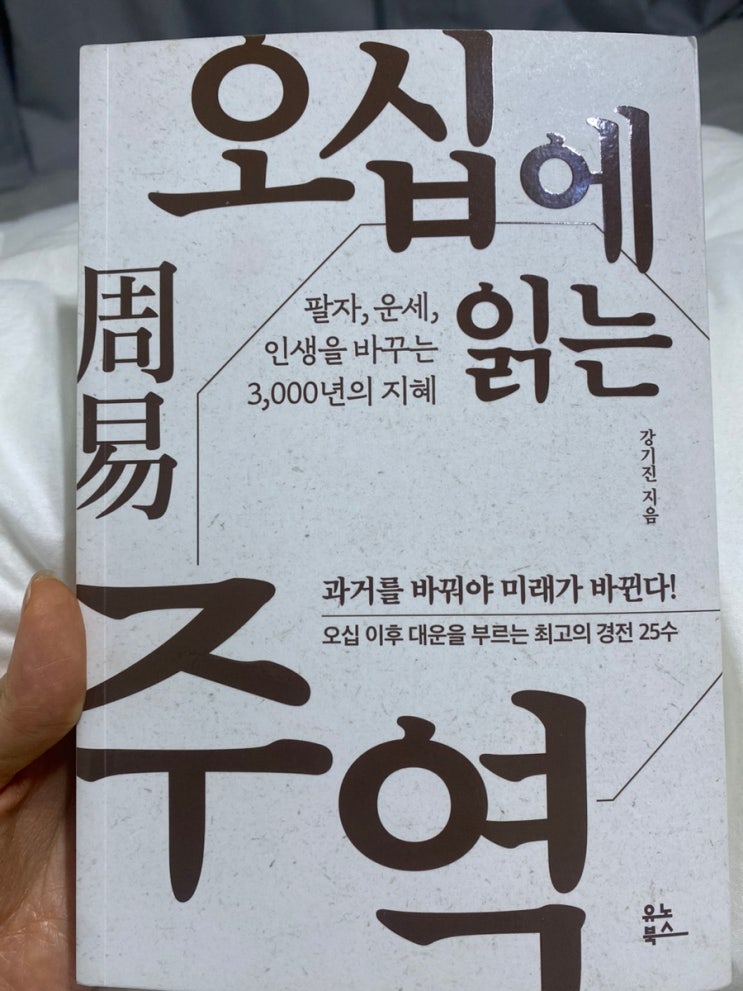 오십에
읽는
周易
팔자, 운세,
인생을 바꾸는
3,000년의 지혜
강기진 지음
과거를 바꿔야 미래가 바뀐다!
오십 이후 대운을 부르는 최고의 경전 25수
주역
유노
북스